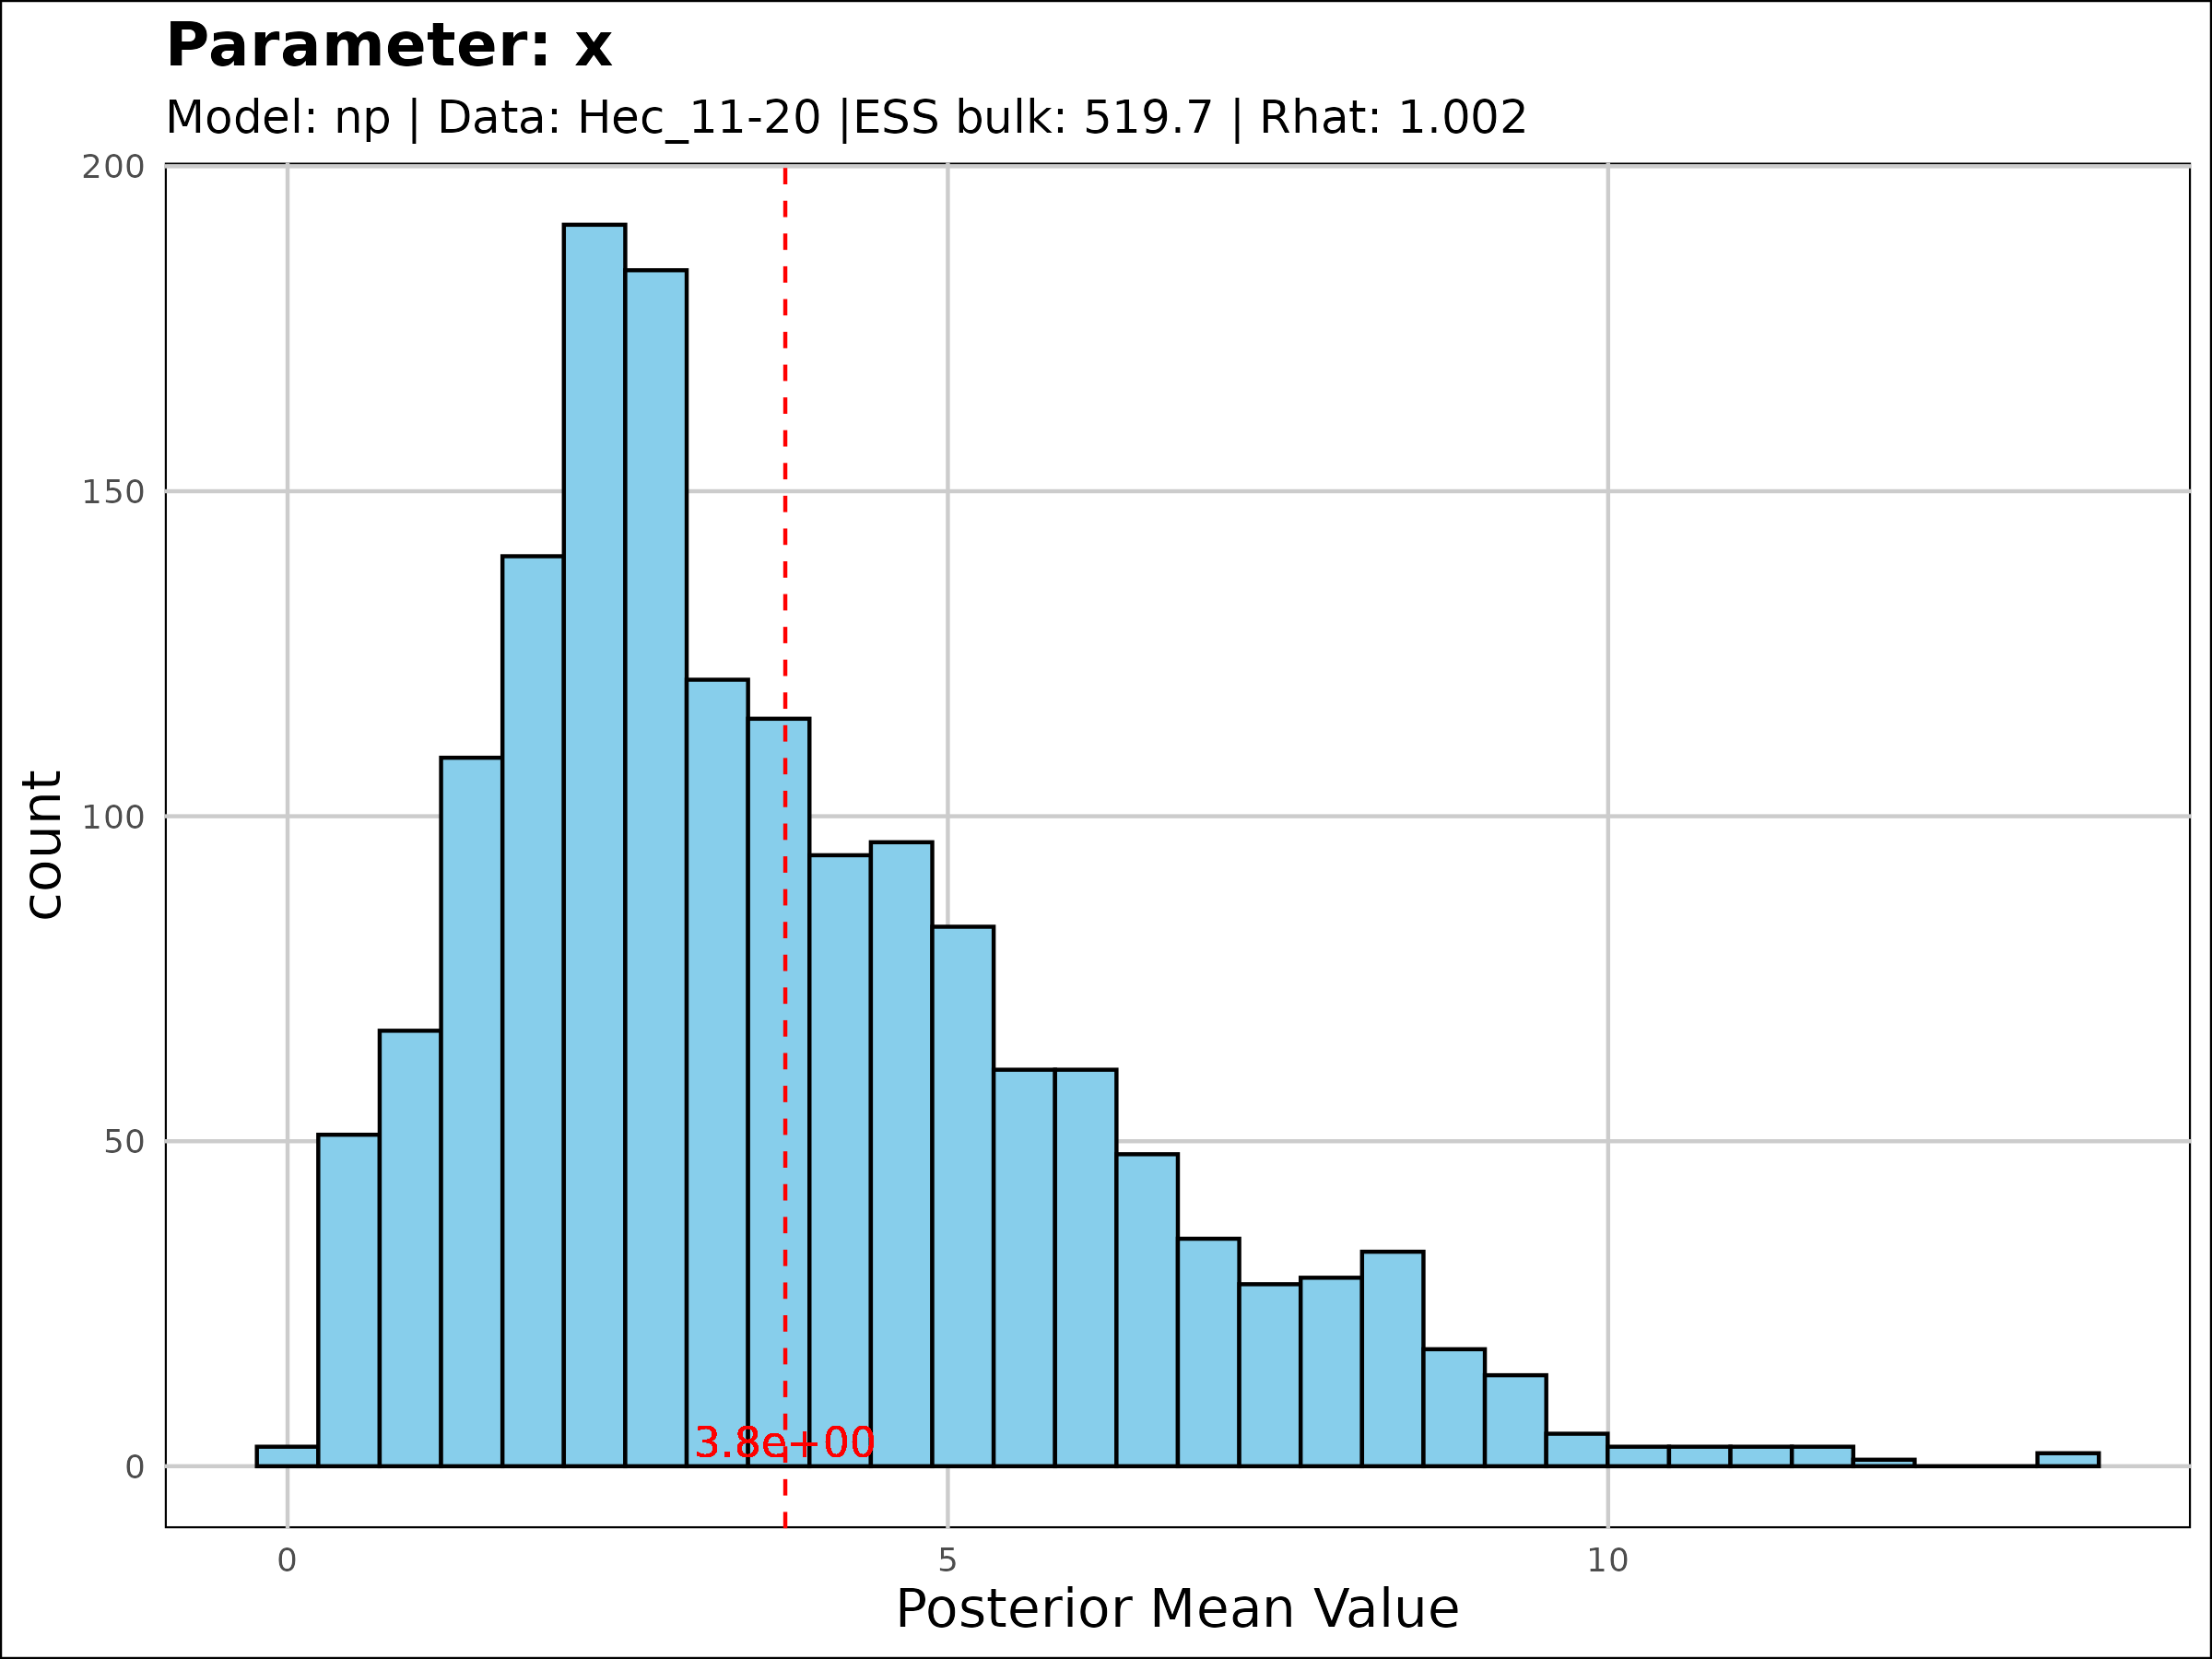 Parameter: x
Model: np | Data: Hec_11-20 |ESS bulk: 519.7 | Rhat: 1.002
200
150
100
50
0
count
3.8e+00
0 5 10
Posterior Mean Value